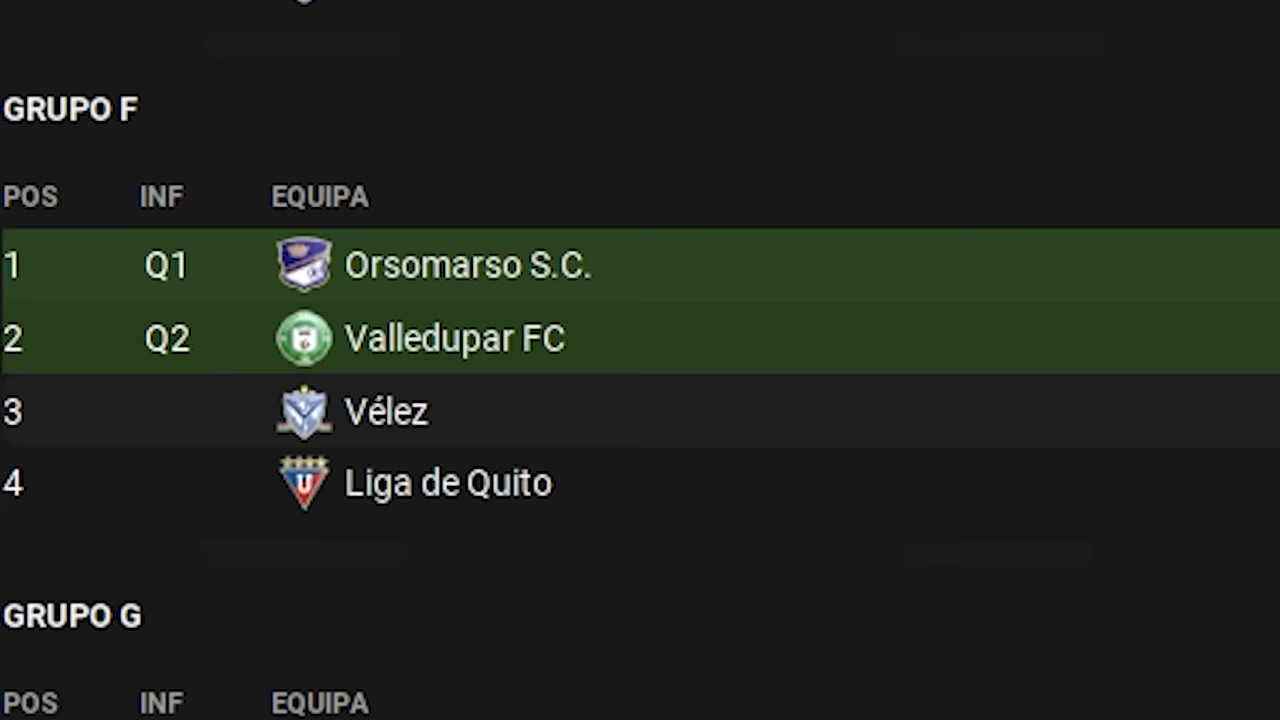 GRUPO F
POS INF EQUIPA
1 Q1 Orsomarso S.C.
2 Q2 Valledupar FC
3 Vélez
4 Liga de Quito
GRUPO G
POS INF EQUIPA